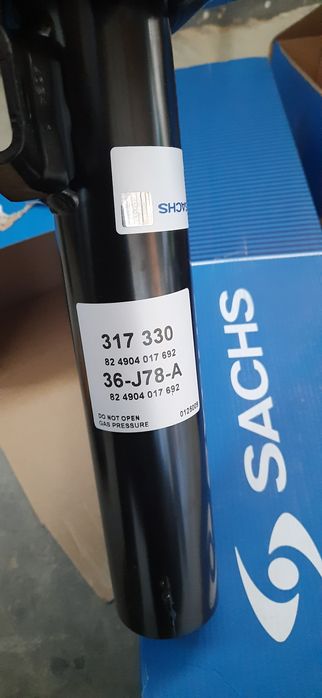 SACHS
317 330
82 4904 017 692
36-J78-A
82 4904 017 692
DO NOT OPEN
GAS PRESSURE
SACHS